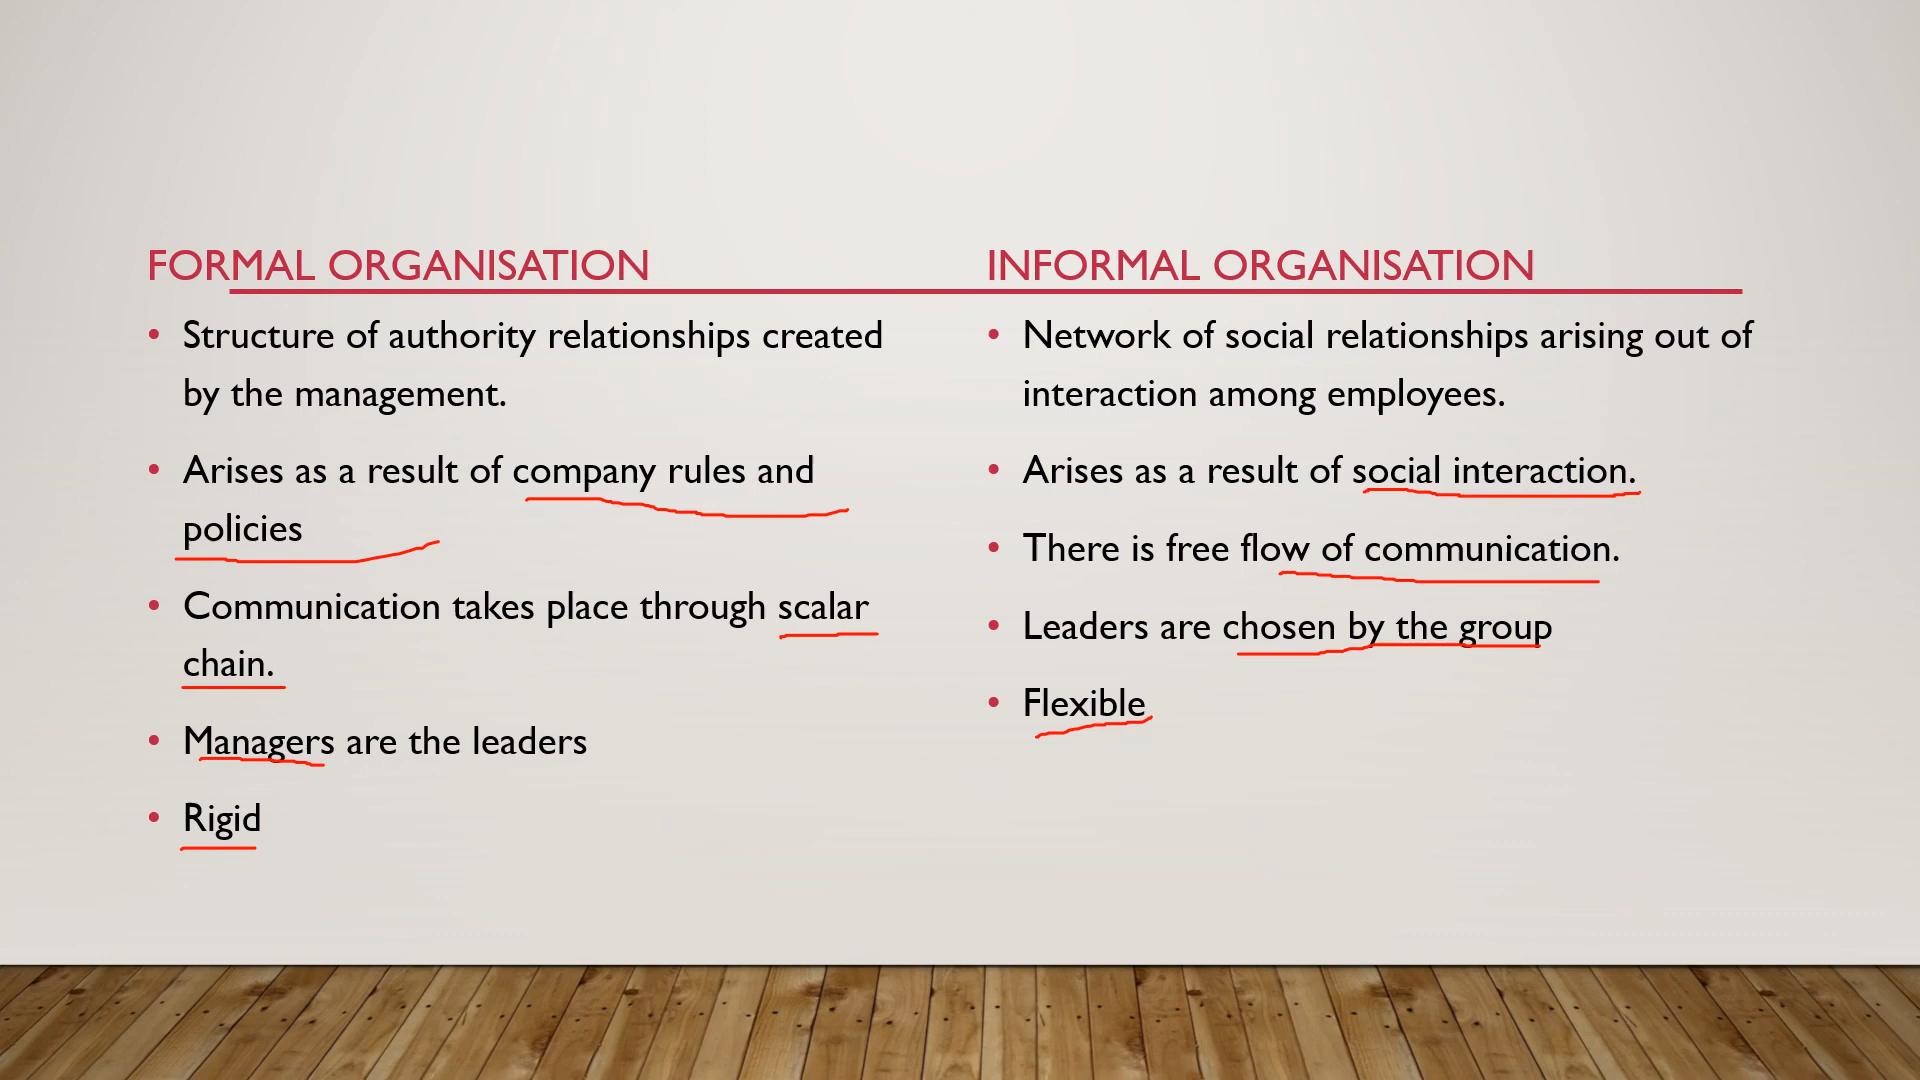 FORMAL ORGANISATION
• Structure of authority relationships created
by the management.
• Arises as a result of company rules and
policies
• Communication takes place through scalar
chain.
• Managers are the leaders
• Rigid
INFORMAL ORGANISATION
• Network of social relationships arising out of
interaction among employees.
• Arises as a result of social interaction.
• There is free flow of communication.
• Leaders are chosen by the group
• Flexible